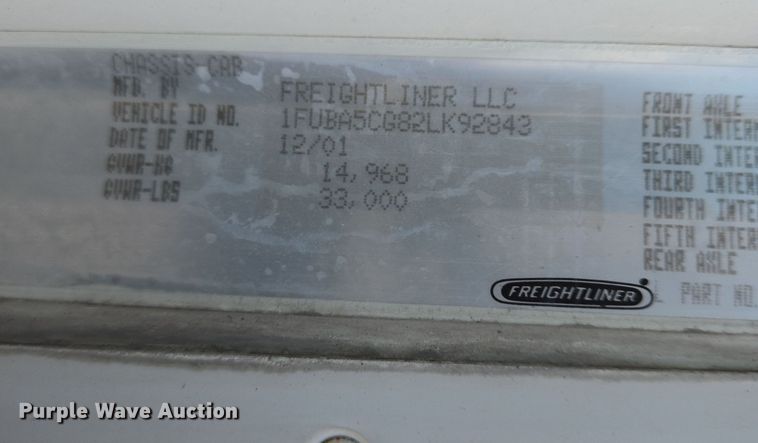 CHASSIS-CAB
MFD. BY FREIGHTLINER LLC
VEHICLE ID NO. 1FUBA5CG82LK92843
DATE OF MFR. 12/01
GVWR-KG 14,968
GVWR-LBS 33,000
FRONT AXLE
FIRST INTER
SECOND INTER
THIRD INTER
FOURTH INTE
FIFTH INTER
REAR AXLE
FREIGHTLINER
PART NO.
Purple Wave Auction